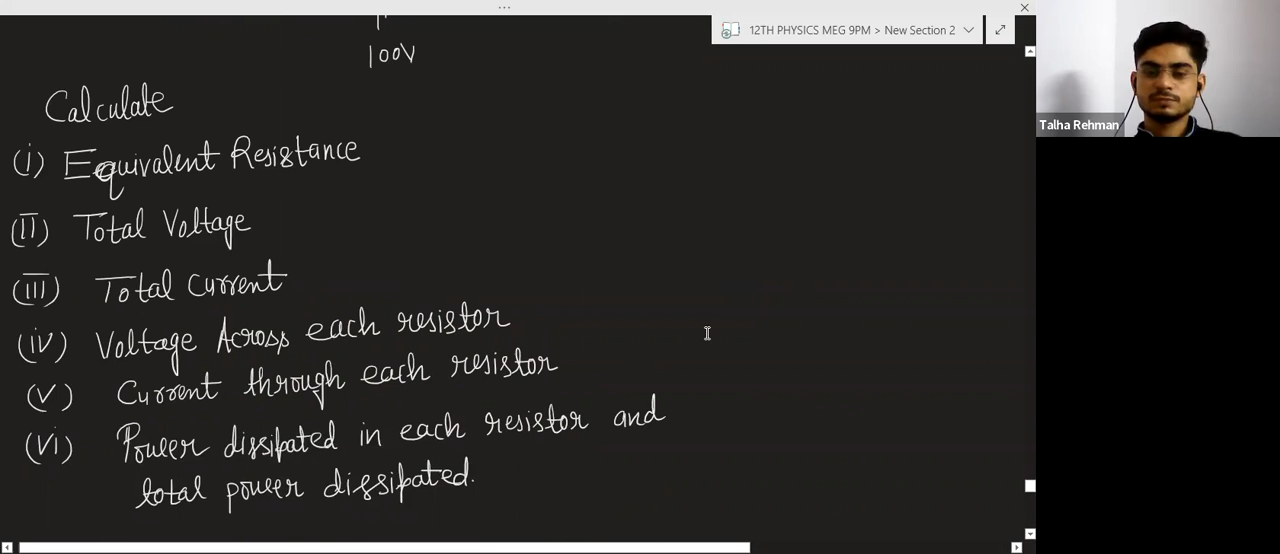 12TH PHYSICS MEG 9PM > New Section 2
100V
Talha Rehman
Calculate
(i) Equivalent Resistance
(II) Total Voltage
(III) Total Current
(iv) Voltage Across each resistor
(v) Current through each resistor
(vi) Power dissipated in each resistor and
total power dissipated.